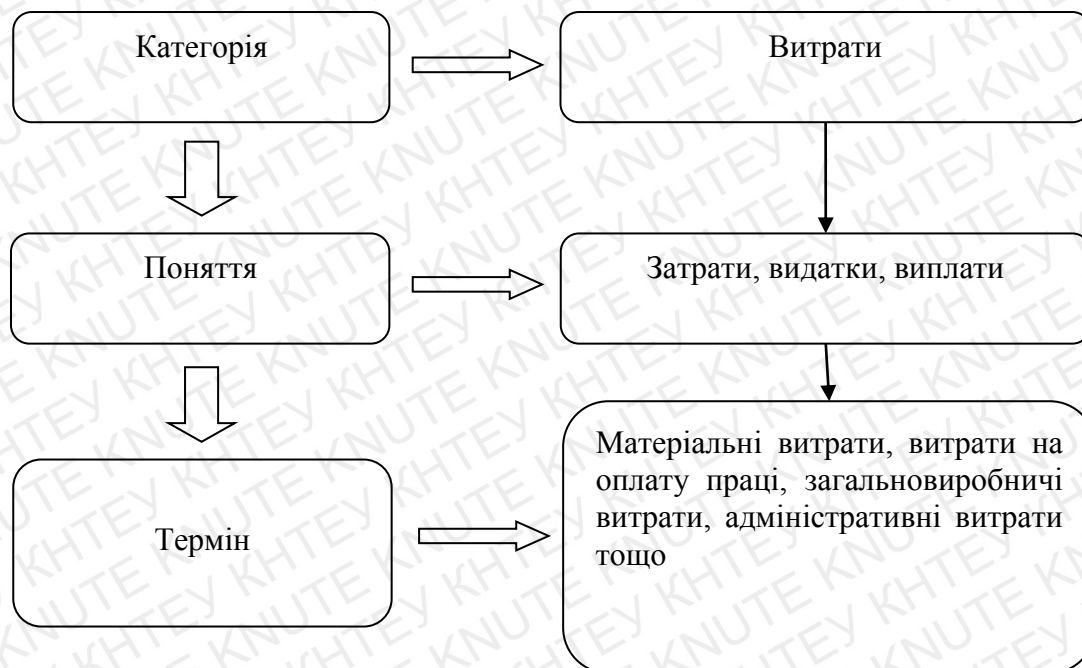 Категорія
Витрати
Поняття
Затрати, видатки, виплати
Термін
Матеріальні витрати, витрати на
оплату праці, загальновиробничі
витрати, адміністративні витрати
тощо